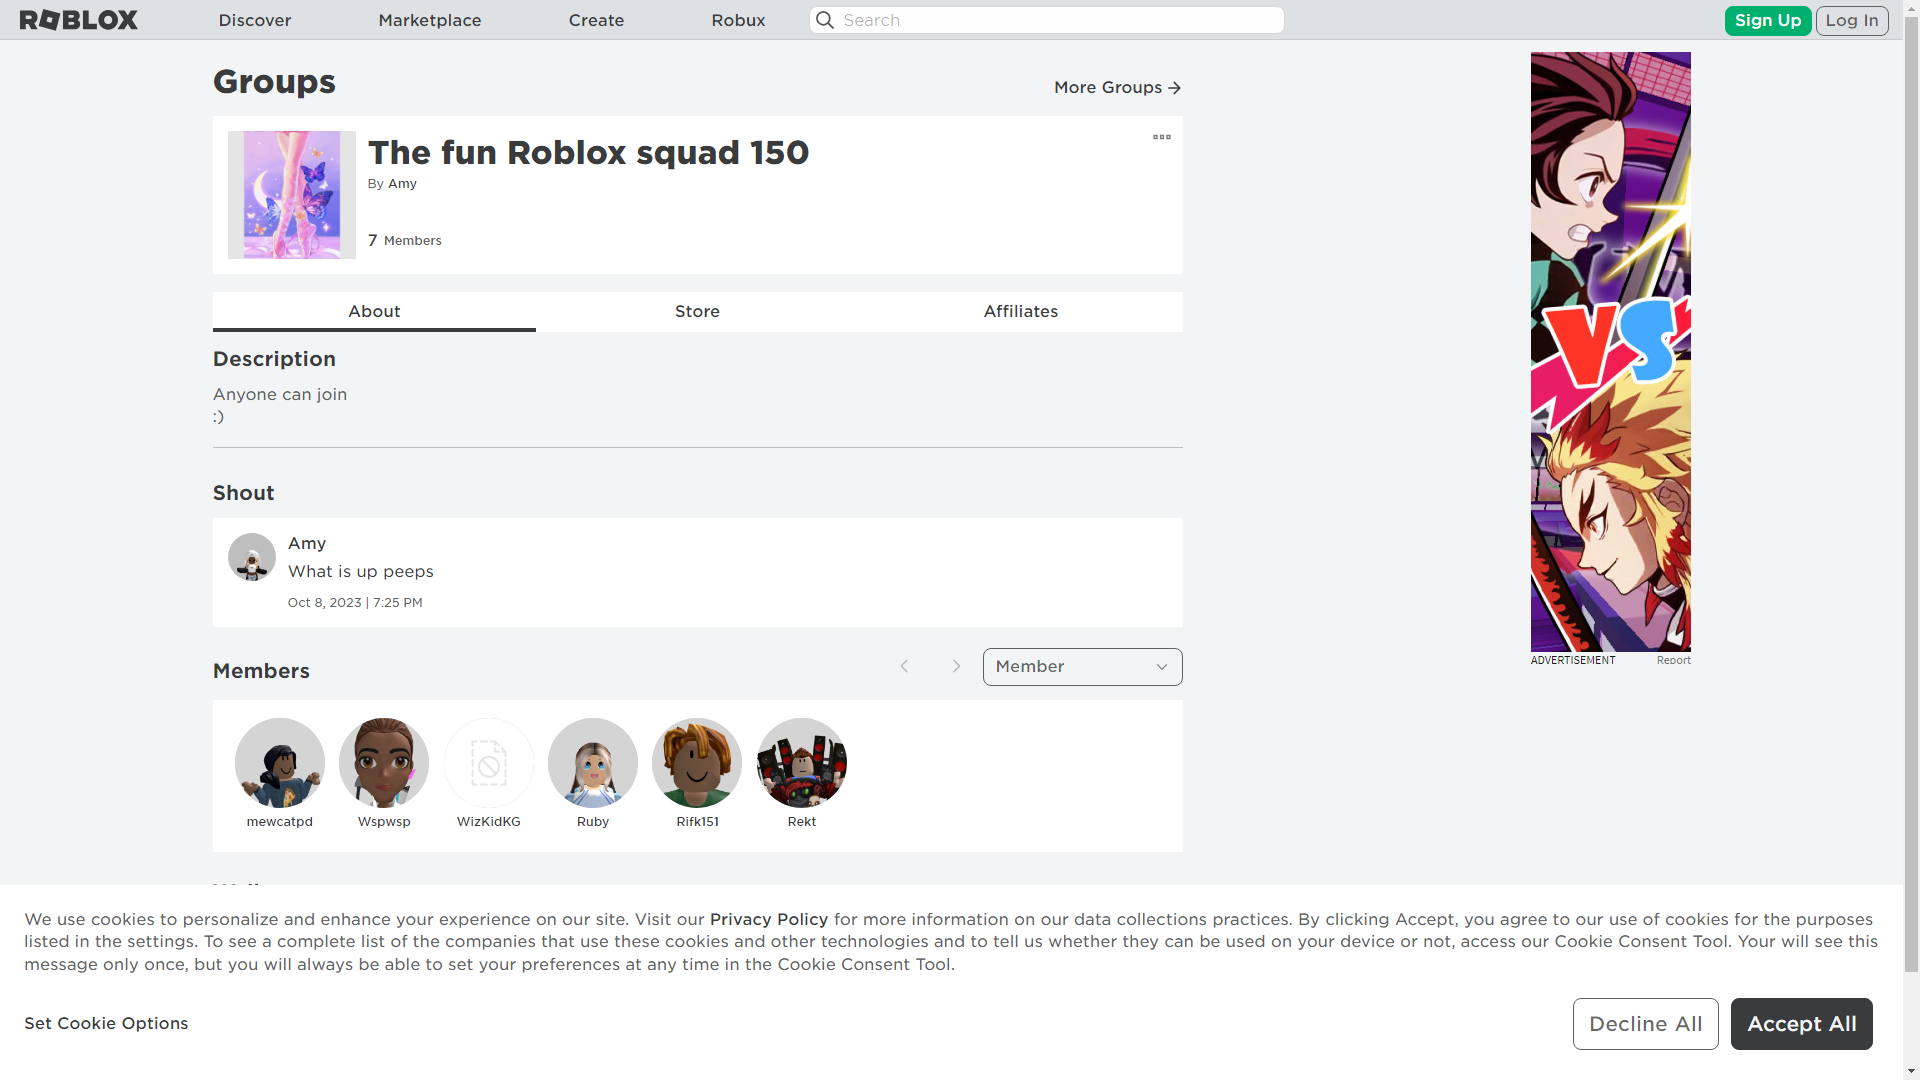 ROBLOX
Discover
Marketplace
Create
Robux
Search
Sign Up
Log In
Groups
More Groups
The fun Roblox squad 150
By Amy
7 Members
About
Store
Affiliates
Description
Anyone can join
:)
Shout
Amy
What is up peeps
Oct 8, 2023 | 7:25 PM
VS
ADVERTISEMENT
Report
Members
Member
mewcatpd
Wspwsp
WizKidKG
Ruby
Rifk151
Rekt
We use cookies to personalize and enhance your experience on our site. Visit our Privacy Policy for more information on our data collections practices. By clicking Accept, you agree to our use of cookies for the purposes
listed in the settings. To see a complete list of the companies that use these cookies and other technologies and to tell us whether they can be used on your device or not, access our Cookie Consent Tool. Your will see this
message only once, but you will always be able to set your preferences at any time in the Cookie Consent Tool.
Set Cookie Options
Decline All
Accept All